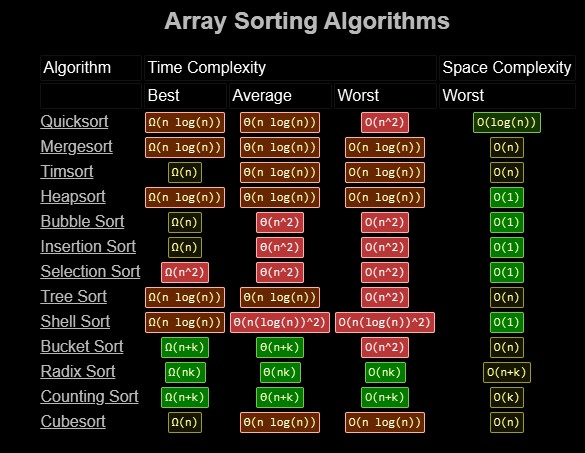 Array Sorting Algorithms
Algorithm Time Complexity Space Complexity
Best Average Worst Worst
Quicksort Ω(n log(n)) Θ(n log(n)) O(n^2) O(log(n))
Mergesort Ω(n log(n)) Θ(n log(n)) O(n log(n)) O(n)
Timsort Ω(n) Θ(n log(n)) O(n log(n)) O(n)
Heapsort Ω(n log(n)) Θ(n log(n)) O(n log(n)) O(1)
Bubble Sort Ω(n) Θ(n^2) O(n^2) O(1)
Insertion Sort Ω(n) Θ(n^2) O(n^2) O(1)
Selection Sort Ω(n^2) Θ(n^2) O(n^2) O(1)
Tree Sort Ω(n log(n)) Θ(n log(n)) O(n^2) O(n)
Shell Sort Ω(n log(n)) Θ(n(log(n))^2) O(n(log(n))^2) O(1)
Bucket Sort Ω(n+k) Θ(n+k) O(n^2) O(n)
Radix Sort Ω(nk) Θ(nk) O(nk) O(n+k)
Counting Sort Ω(n+k) Θ(n+k) O(n+k) O(k)
Cubesort Ω(n) Θ(n log(n)) O(n log(n)) O(n)